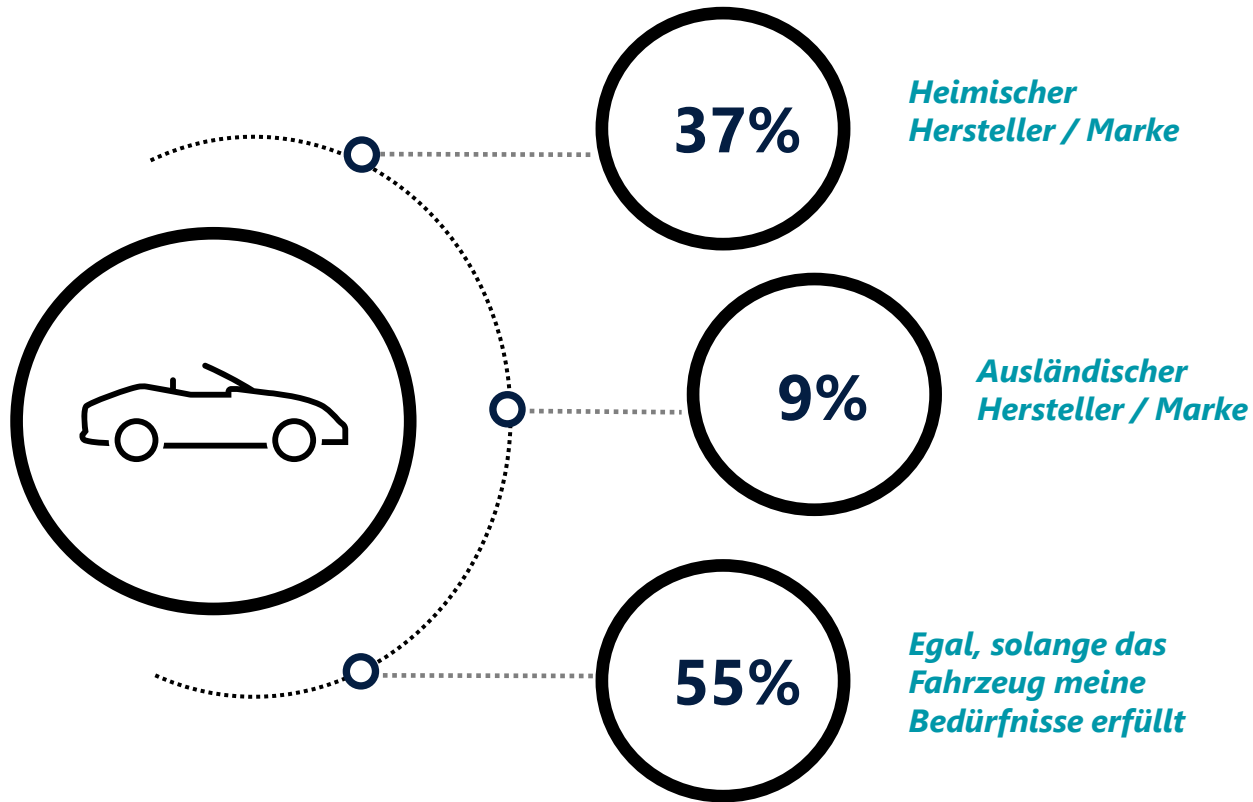 37%
Heimischer
Hersteller / Marke
9%
Ausländischer
Hersteller / Marke
55%
Egal, solange das
Fahrzeug meine
Bedürfnisse erfüllt